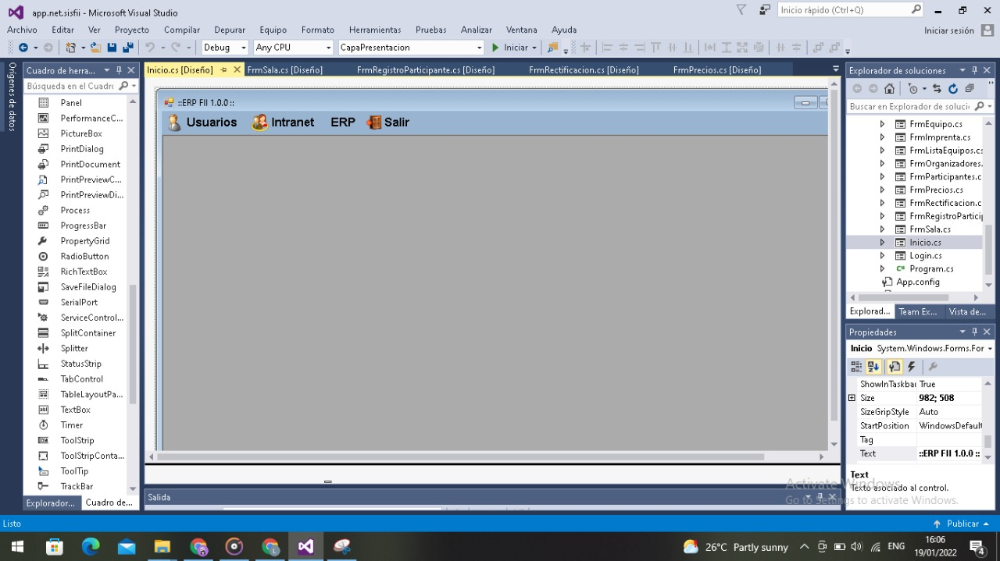 app.net.sisfii - Microsoft Visual Studio
Inicio rápido (Ctrl+Q)
Archivo Editar Ver Proyecto Compilar Depurar Equipo Formato Herramientas Pruebas Analizar Ventana Ayuda
Iniciar sesión
Debug Any CPU CapaPresentacion Iniciar
Orígenes de datos
Cuadro de herra...
Búsqueda en el Cuadro
Panel
PerformanceC...
PictureBox
PrintDialog
PrintDocument
PrintPreviewC...
PrintPreviewDi...
Process
ProgressBar
PropertyGrid
RadioButton
RichTextBox
SaveFileDialog
SerialPort
ServiceControl...
SplitContainer
Splitter
StatusStrip
TabControl
TableLayoutPa...
TextBox
Timer
ToolStrip
ToolStripConta...
ToolTip
TrackBar
Explorador... Cuadro de...
Inicio.cs [Diseño] FrmSala.cs [Diseño] FrmRegistroParticipante.cs [Diseño] FrmRectificacion.cs [Diseño] FrmPrecios.cs [Diseño]
::ERP FII 1.0.0 ::
Usuarios Intranet ERP Salir
Salida
Explorador de soluciones
Buscar en Explorador de solucio
FrmEquipo.cs
FrmImprenta.cs
FrmListaEquipos.cs
FrmOrganizadores.
FrmParticipantes.c
FrmPrecios.cs
FrmRectificacion.c
FrmRegistroPartici
FrmSala.cs
Inicio.cs
Login.cs
Program.cs
App.config
Explorad... Team Ex... Vista de...
Propiedades
Inicio System.Windows.Forms.For
ShowInTaskbar True
Size 982; 508
SizeGripStyle Auto
StartPosition WindowsDefault
Tag
Text ::ERP FII 1.0.0 ::
Text
Texto asociado al control.
Activate Windows
Go to Settings to activate Windows.
Listo
Publicar
26°C Partly sunny
ENG
16:06
19/01/2022
4